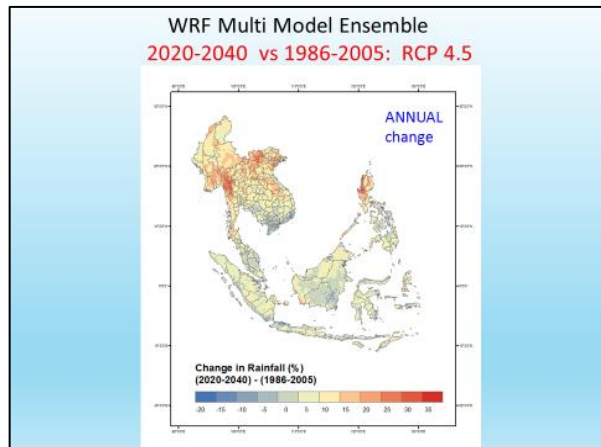 WRF Multi Model Ensemble
2020-2040 vs 1986-2005: RCP 4.5
ANNUAL
change
Change in Rainfall (%)
(2020-2040) - (1986-2005)
-20 -15 -10 -5 0 5 10 15 20 25 30 35